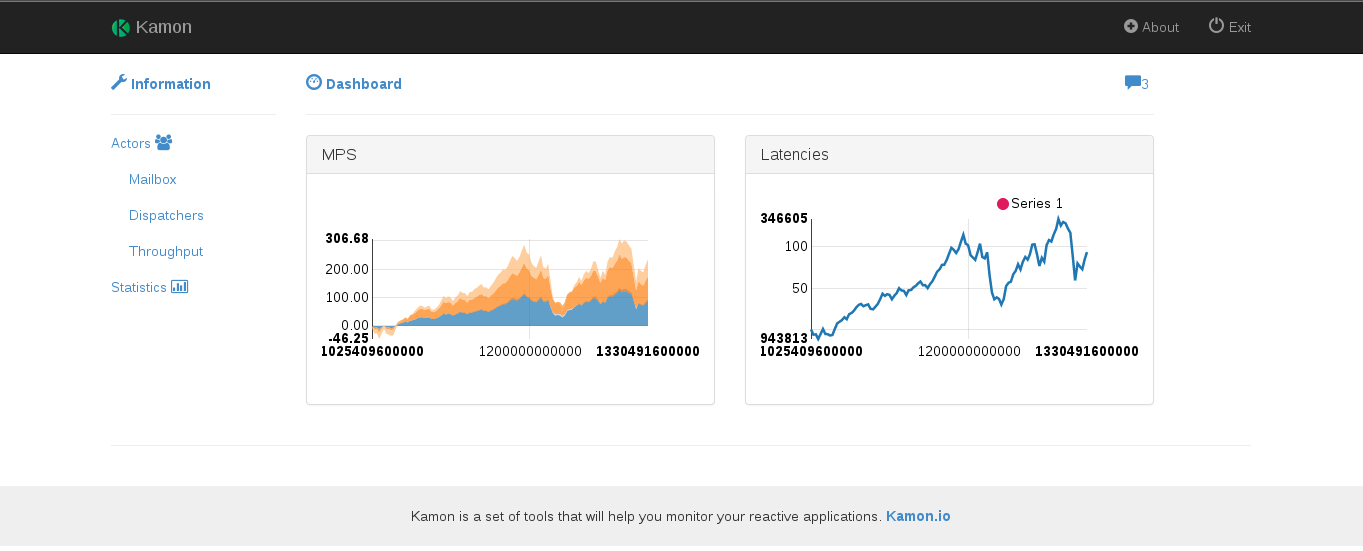 Kamon
About
Exit
Information
Dashboard
3
Actors
Mailbox
Dispatchers
Throughput
Statistics
MPS
306.68
200.00
100.00
0.00
-46.25
1025409600000
1200000000000
1330491600000
Latencies
Series 1
346605
100
50
943813
1025409600000
1200000000000
1330491600000
Kamon is a set of tools that will help you monitor your reactive applications. Kamon.io